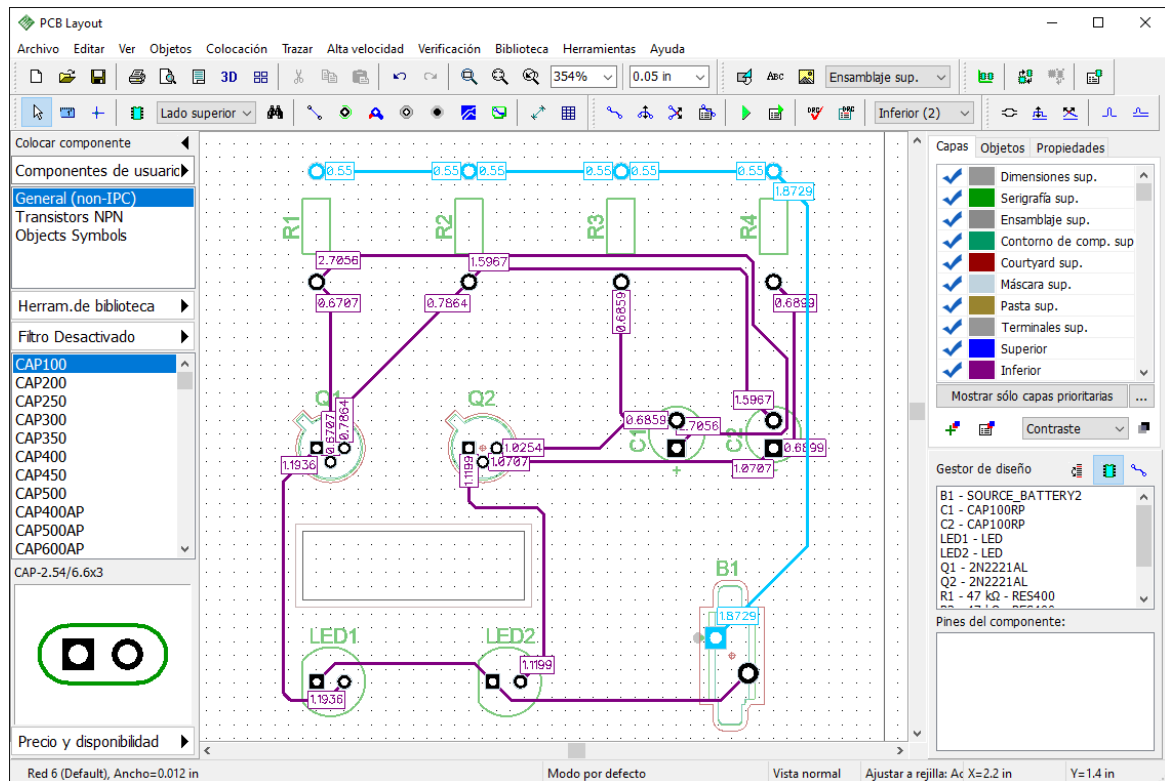 PCB Layout
Archivo Editar Ver Objetos Colocación Trazar Alta velocidad Verificación Biblioteca Herramientas Ayuda
3D 354% 0.05 in ABC Ensamblaje sup.
Lado superior Inferior (2)
Colocar componente
Componentes de usuaric
General (non-IPC)
Transistors NPN
Objects Symbols
Herram.de biblioteca
Filtro Desactivado
CAP100
CAP200
CAP250
CAP300
CAP350
CAP400
CAP450
CAP500
CAP400AP
CAP500AP
CAP600AP
CAP-2.54/6.6x3
Precio y disponibilidad
0.55 0.55 0.55 0.55 0.55 0.55
1.8729
R1 R2 R3 R4
2.7056 1.5967
0.6707 0.7864 0.6859 0.6899
Q1 Q2
1.5967
0.6707 0.7864 0.6859 2.7056
C1 C2
1.0254 0.6899
1.1936 1.1199 1.0707 1.0707
+ +
B1
1.8729
LED1 LED2
1.1199
1.1936
Capas Objetos Propiedades
Dimensiones sup.
Serigrafía sup.
Ensamblaje sup.
Contorno de comp. sup
Courtyard sup.
Máscara sup.
Pasta sup.
Terminales sup.
Superior
Inferior
Mostrar sólo capas prioritarias ...
Contraste
Gestor de diseño
B1 - SOURCE_BATTERY2
C1 - CAP100RP
C2 - CAP100RP
LED1 - LED
LED2 - LED
Q1 - 2N2221AL
Q2 - 2N2221AL
R1 - 47 kΩ - RES400
Pines del componente:
Red 6 (Default), Ancho=0.012 in Modo por defecto Vista normal Ajustar a rejilla: Ac X=2.2 in Y=1.4 in